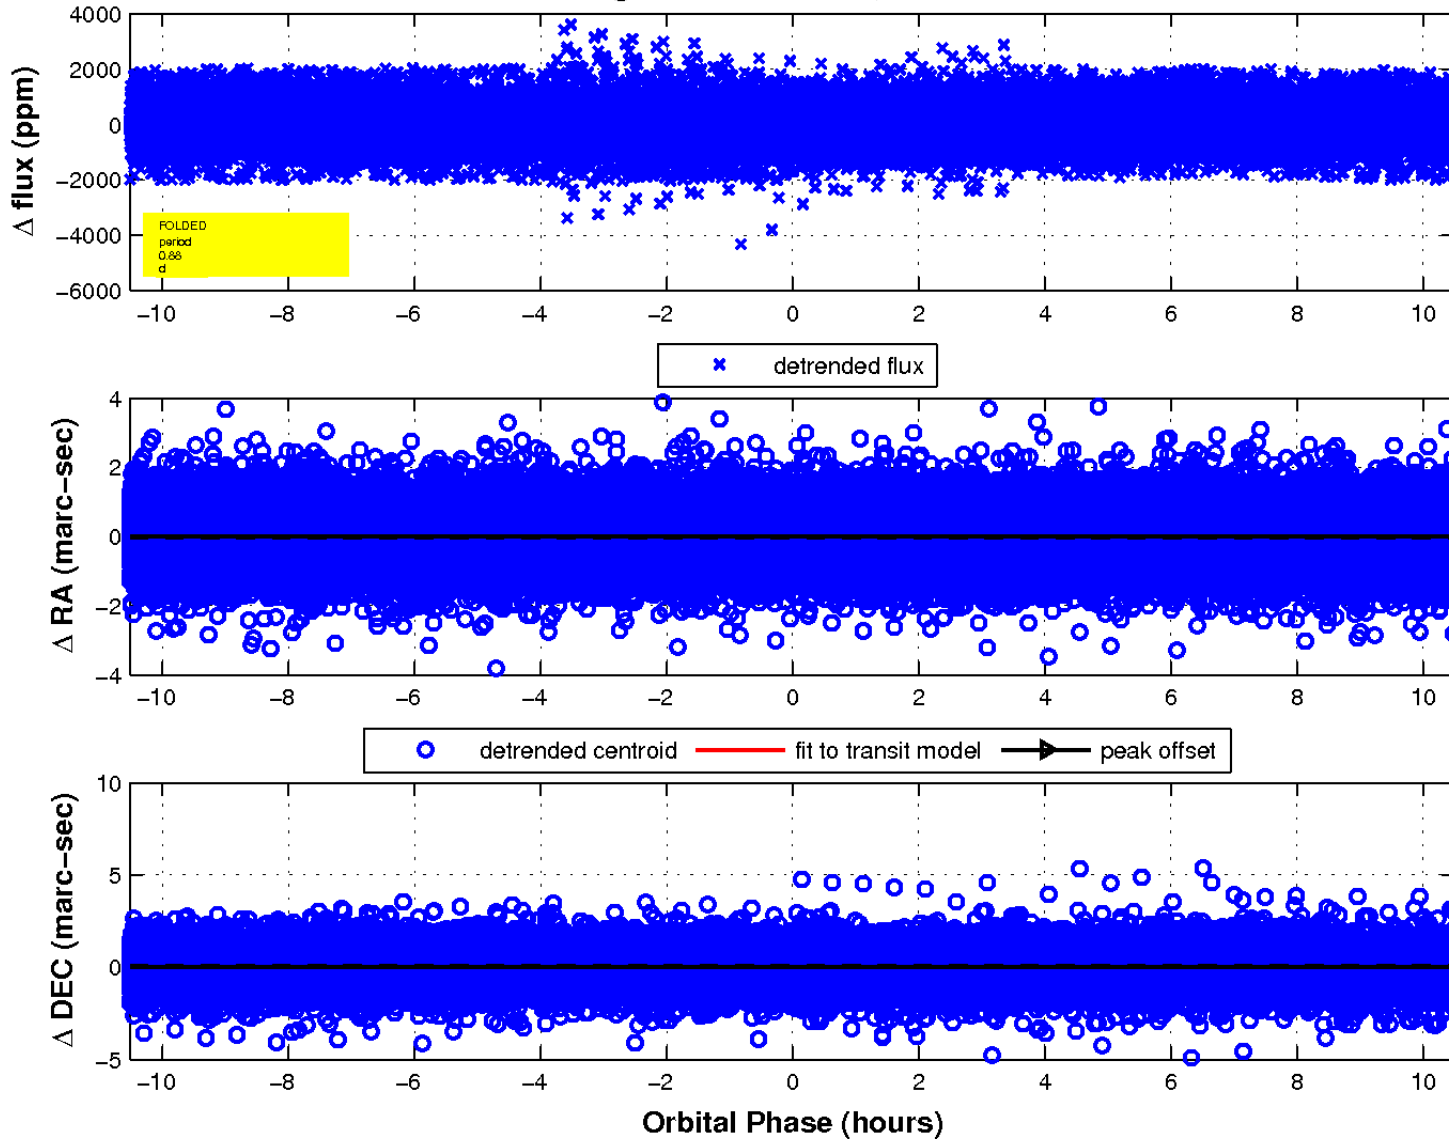 4000
2000
0
−2000
−4000
−6000
Δ flux (ppm)
FOLDED
period
0.88
d
−10 −8 −6 −4 −2 0 2 4 6 8 10
detrended flux
4
2
0
−2
−4
Δ RA (marc−sec)
−10 −8 −6 −4 −2 0 2 4 6 8 10
detrended centroid fit to transit model peak offset
10
5
0
−5
Δ DEC (marc−sec)
−10 −8 −6 −4 −2 0 2 4 6 8 10
Orbital Phase (hours)